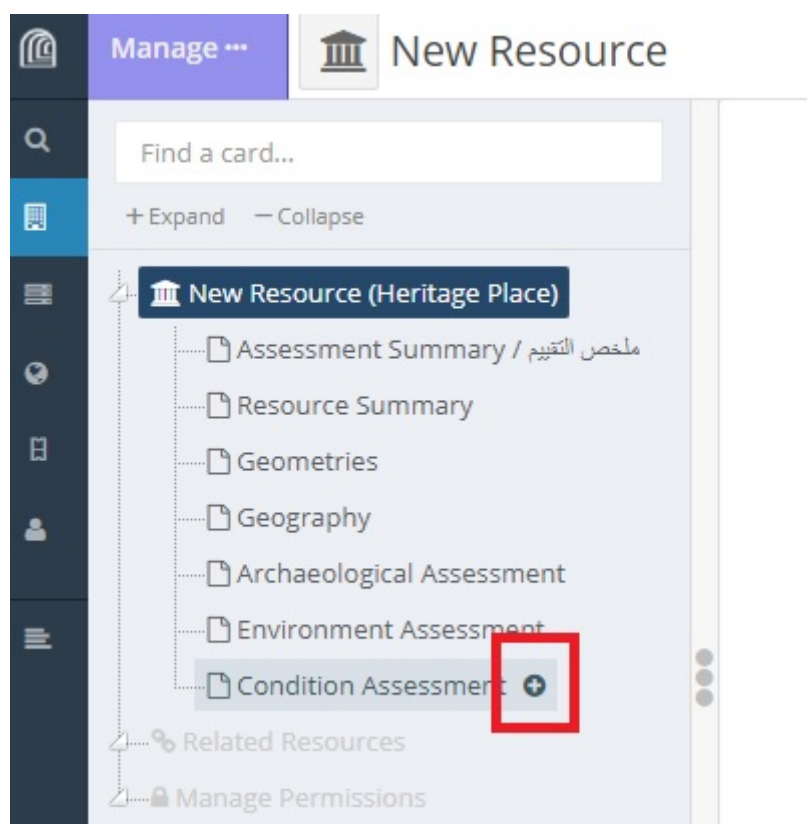 Manage ···
New Resource
Find a card...
+ Expand − Collapse
New Resource (Heritage Place)
Assessment Summary / ملخص التقييم
Resource Summary
Geometries
Geography
Archaeological Assessment
Environment Assessment
Condition Assessment
Related Resources
Manage Permissions